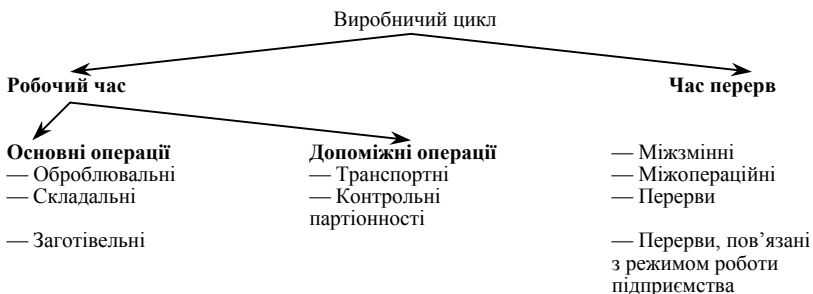 Виробничий цикл
Робочий час
Час перерв
Основні операції
— Оброблювальні
— Складальні
— Заготівельні
Допоміжні операції
— Транспортні
— Контрольні
партіонності
— Міжзмінні
— Міжопераційні
— Перерви
— Перерви, пов’язані
з режимом роботи
підприємства